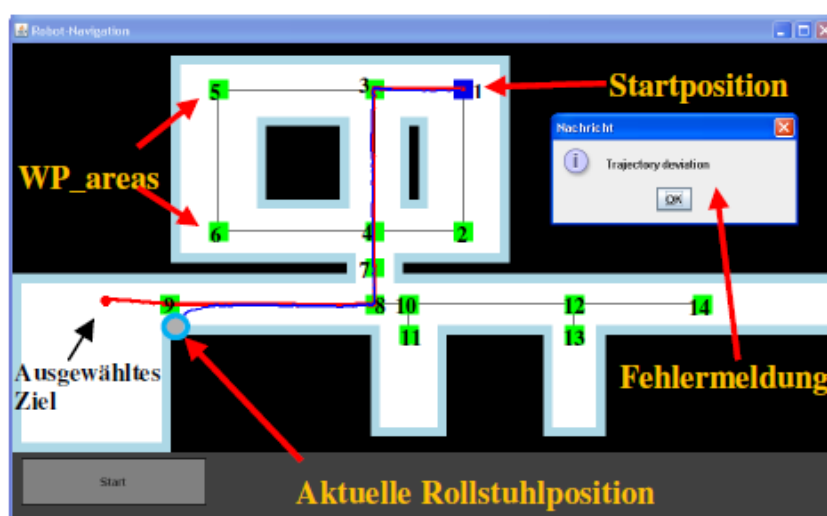 Robot-Navigation
5
3
1
Startposition
Nachricht
i
Trajectory deviation
OK
WP_areas
6
4
2
7
9
8
10
12
14
11
13
Ausgewähltes
Ziel
Fehlermeldung
Start
Aktuelle Rollstuhlposition